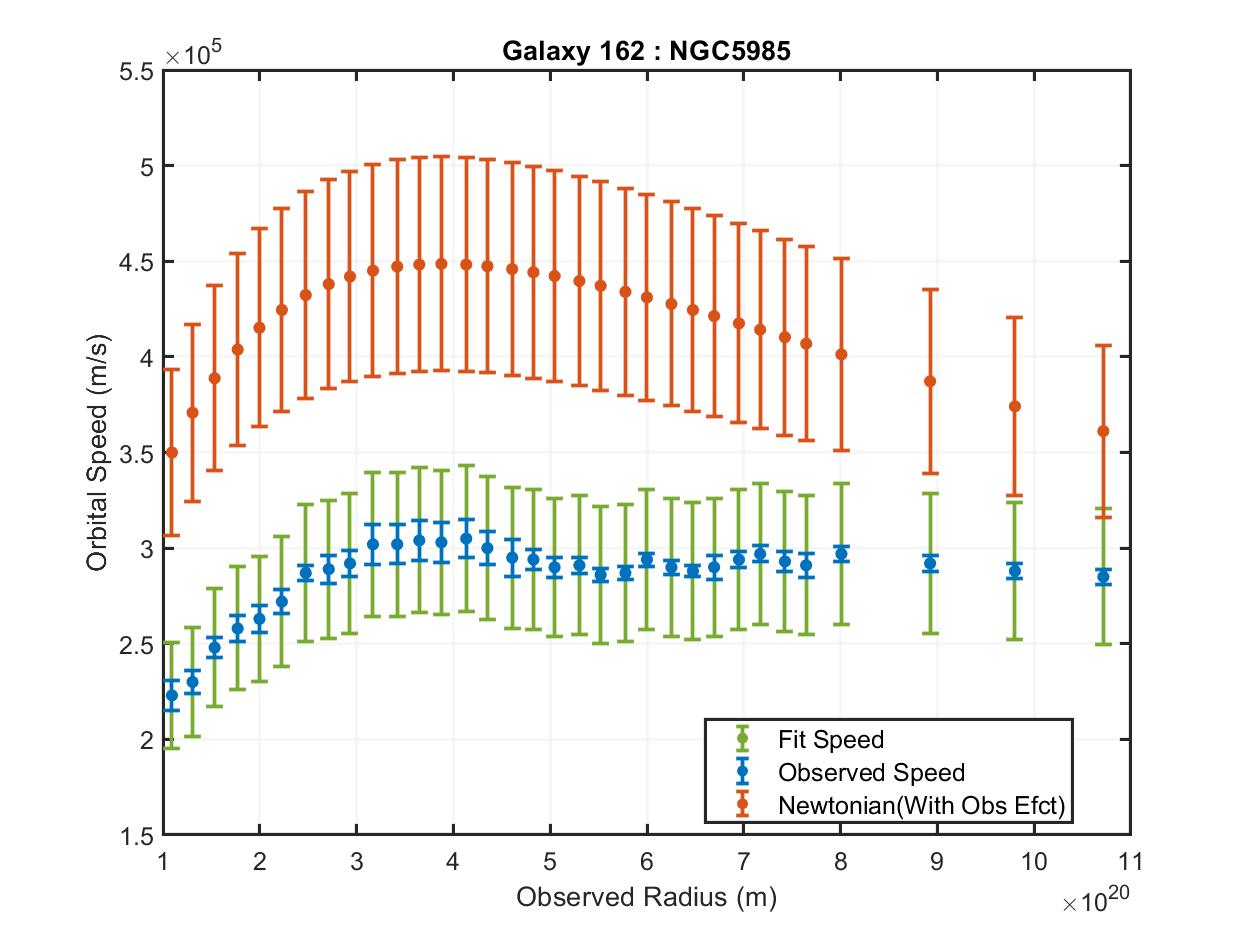 Galaxy 162 : NGC5985
×10^5
5.5
5
4.5
4
3.5
3
2.5
2
1.5
Orbital Speed (m/s)
Fit Speed
Observed Speed
Newtonian(With Obs Efct)
1 2 3 4 5 6 7 8 9 10 11
Observed Radius (m)
×10^20